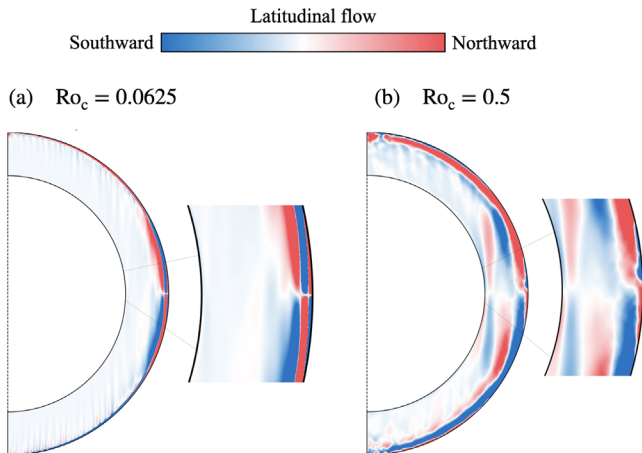 Latitudinal flow
Southward Northward
(a) Ro_c = 0.0625
(b) Ro_c = 0.5